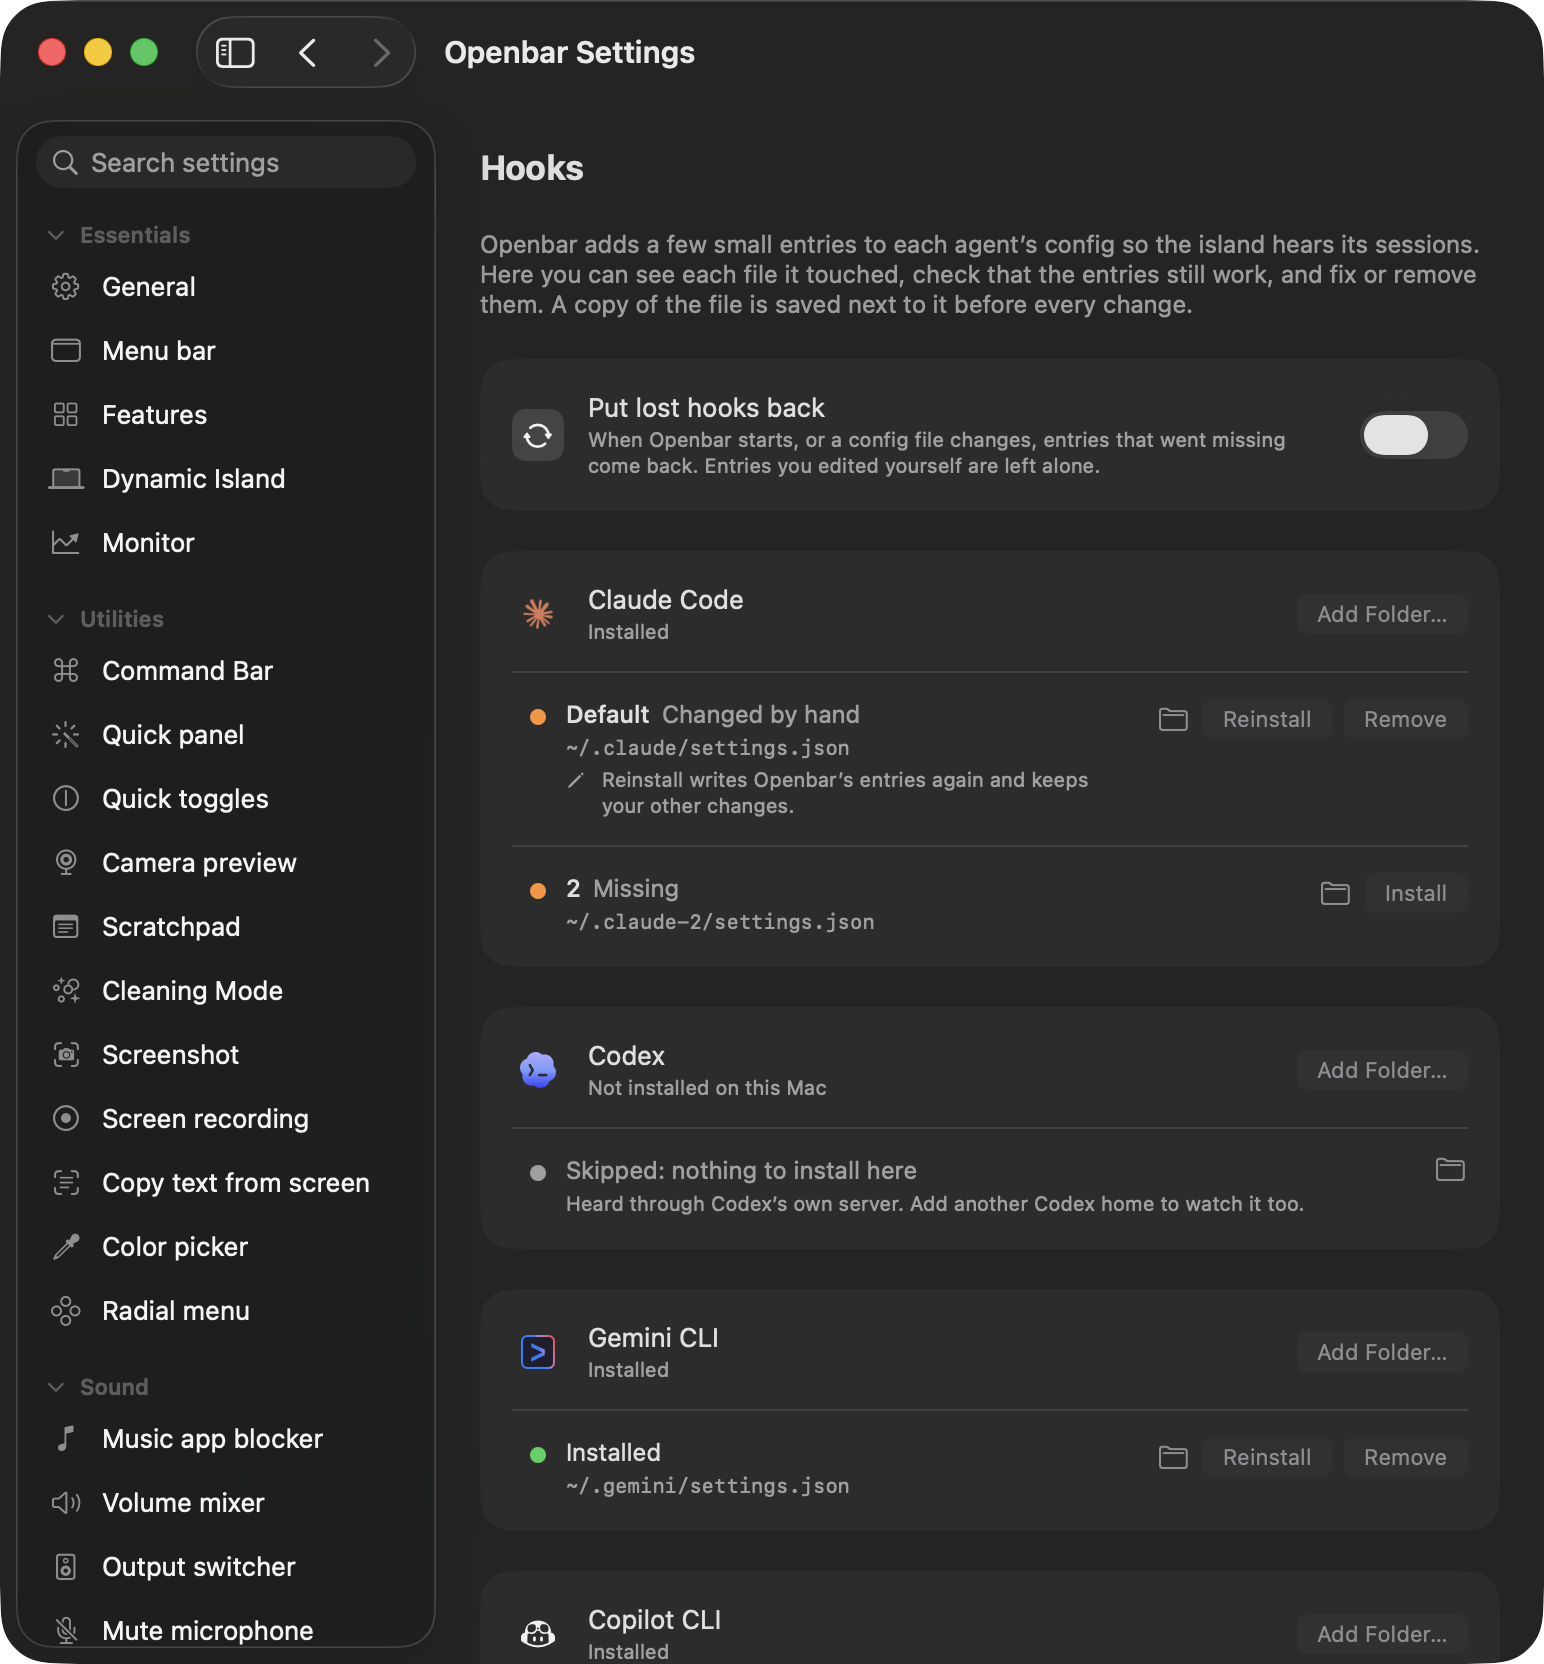 Openbar Settings
Search settings
Essentials
General
Menu bar
Features
Dynamic Island
Monitor
Utilities
Command Bar
Quick panel
Quick toggles
Camera preview
Scratchpad
Cleaning Mode
Screenshot
Screen recording
Copy text from screen
Color picker
Radial menu
Sound
Music app blocker
Volume mixer
Output switcher
Mute microphone
Hooks
Openbar adds a few small entries to each agent’s config so the island hears its sessions.
Here you can see each file it touched, check that the entries still work, and fix or remove
them. A copy of the file is saved next to it before every change.
Put lost hooks back
When Openbar starts, or a config file changes, entries that went missing
come back. Entries you edited yourself are left alone.
Claude Code
Installed
Add Folder…
Default Changed by hand
~/.claude/settings.json
Reinstall writes Openbar’s entries again and keeps
your other changes.
Reinstall
Remove
2 Missing
~/.claude-2/settings.json
Install
Codex
Not installed on this Mac
Add Folder…
Skipped: nothing to install here
Heard through Codex’s own server. Add another Codex home to watch it too.
Gemini CLI
Installed
Add Folder…
Installed
~/.gemini/settings.json
Reinstall
Remove
Copilot CLI
Installed
Add Folder…